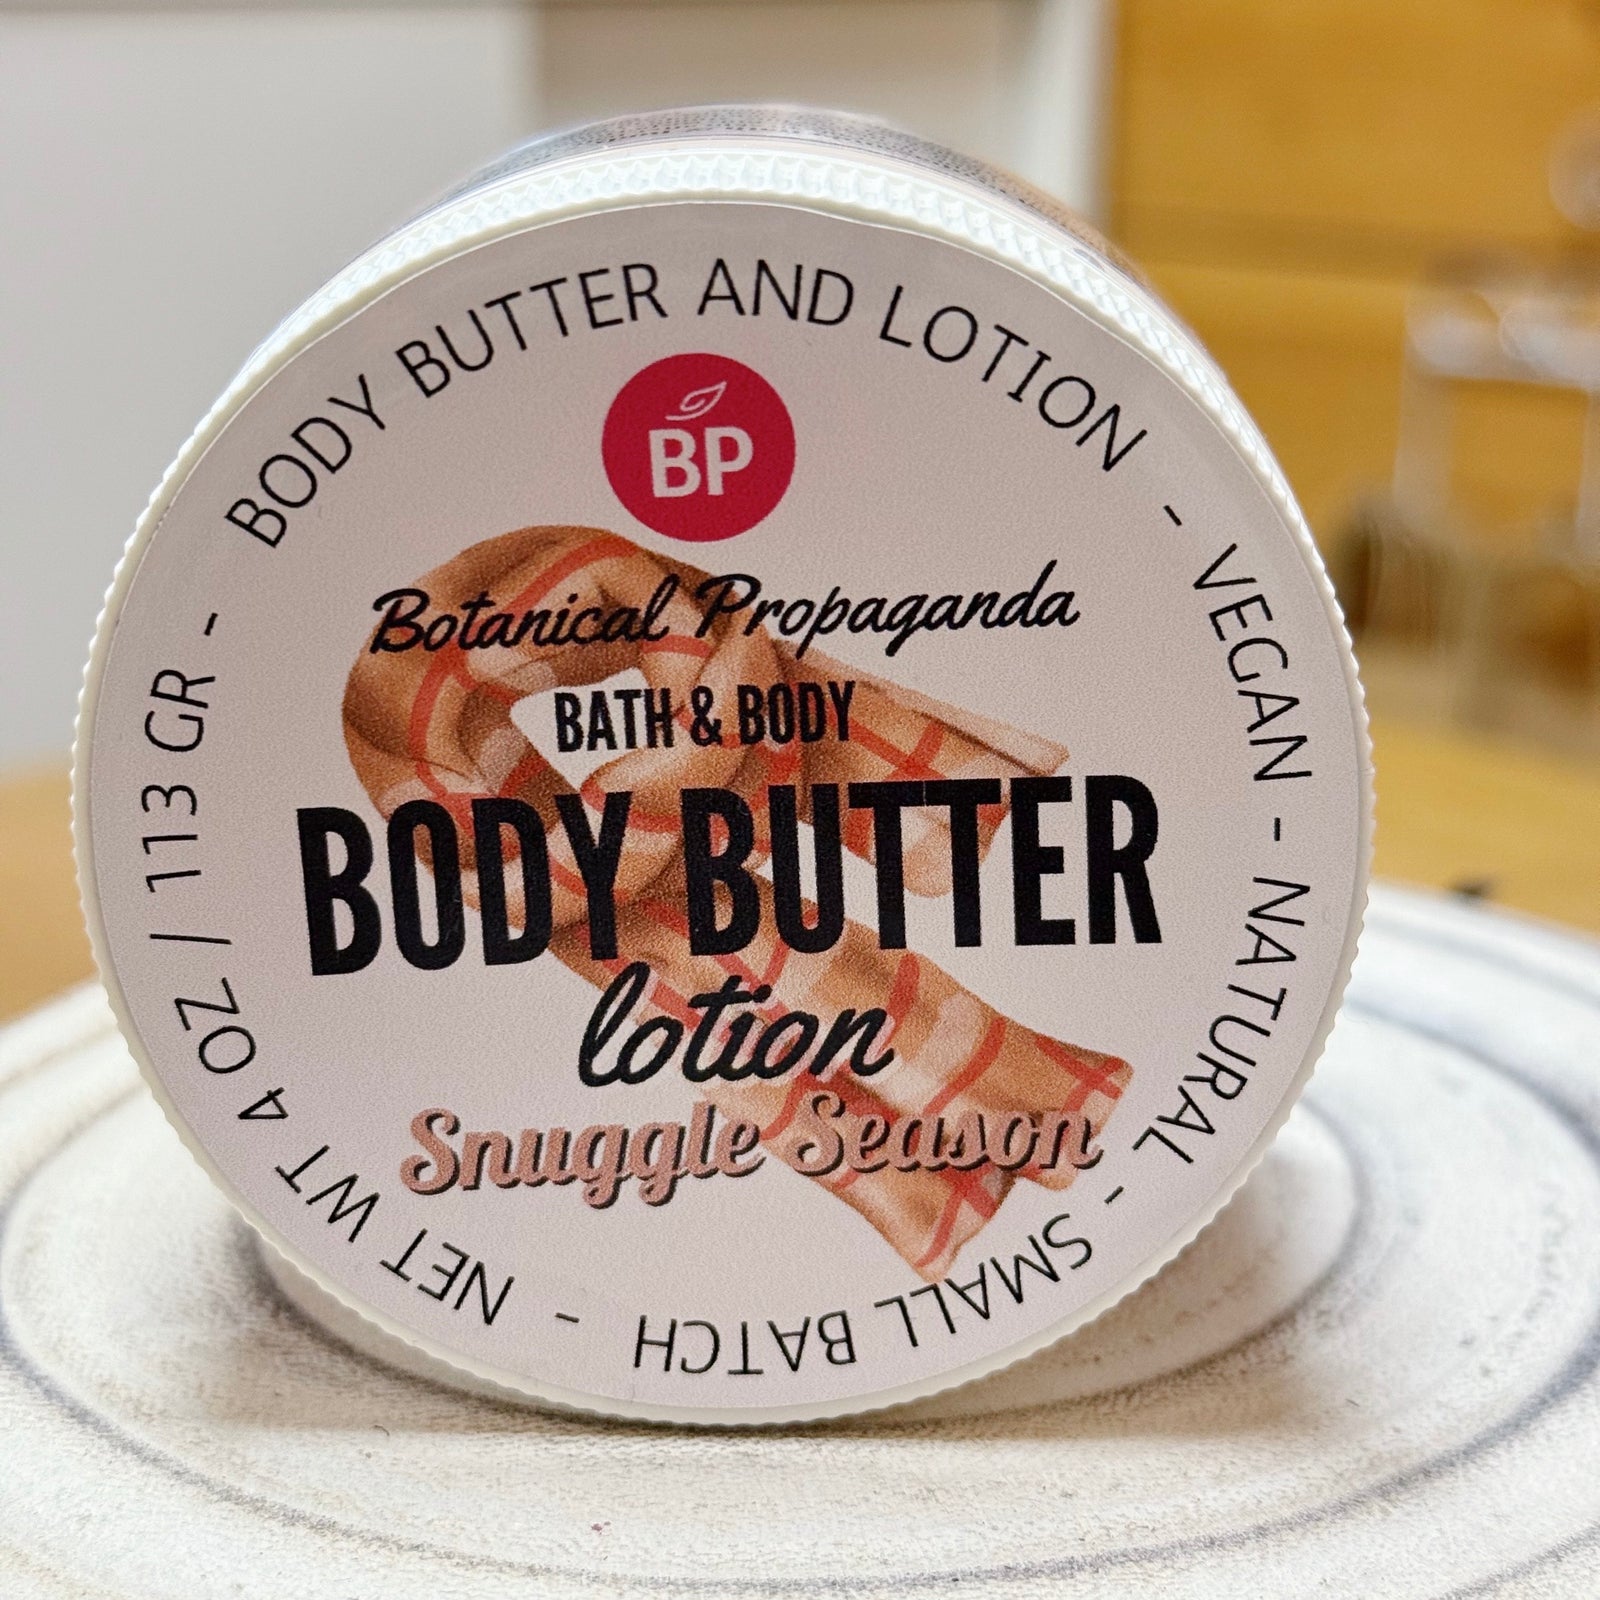 BODY BUTTER AND LOTION - VEGAN - NATURAL - SMALL BATCH - NET WT 4 OZ / 113 GR -
BP
Botanical Propaganda
BATH & BODY
BODY BUTTER
lotion
Snuggle Season